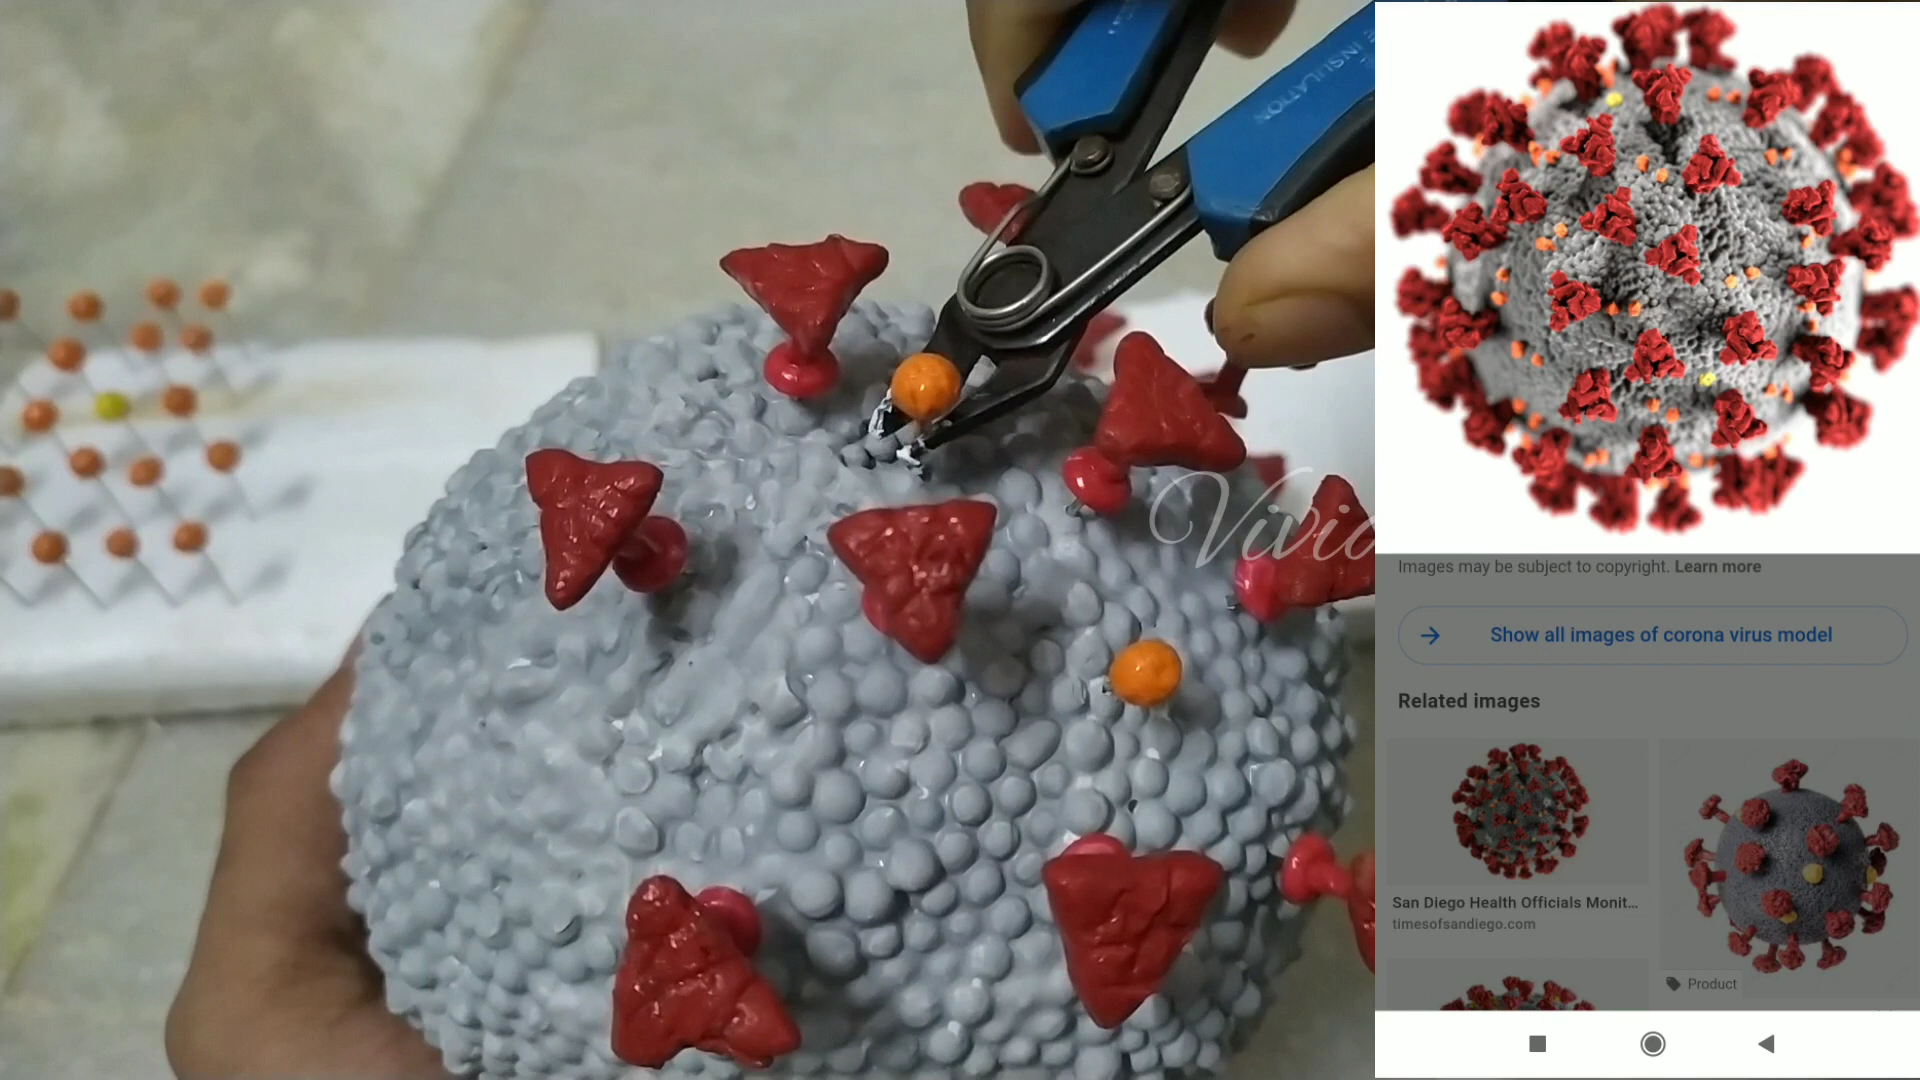 E INSULATION
Vivid
Images may be subject to copyright. Learn more
Show all images of corona virus model
Related images
San Diego Health Officials Monit...
timesofsandiego.com
Product